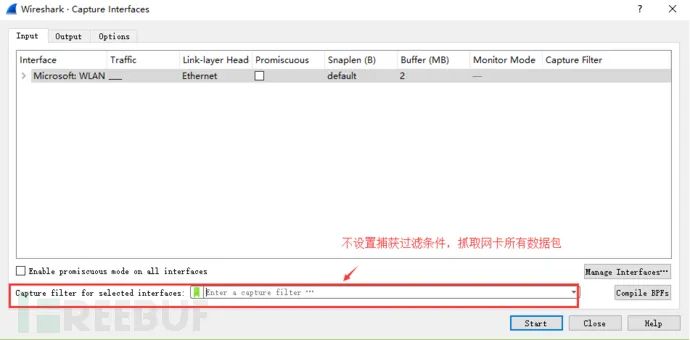 Wireshark · Capture Interfaces
? ×
Input Output Options
Interface Traffic Link-layer Head Promiscuous Snaplen (B) Buffer (MB) Monitor Mode Capture Filter
Microsoft: WLAN Ethernet default 2 —
不设置捕获过滤条件，抓取网卡所有数据包
Enable promiscuous mode on all interfaces Manage Interfaces…
Capture filter for selected interfaces: Enter a capture filter … Compile BPFs
REEBUF
Start Close Help